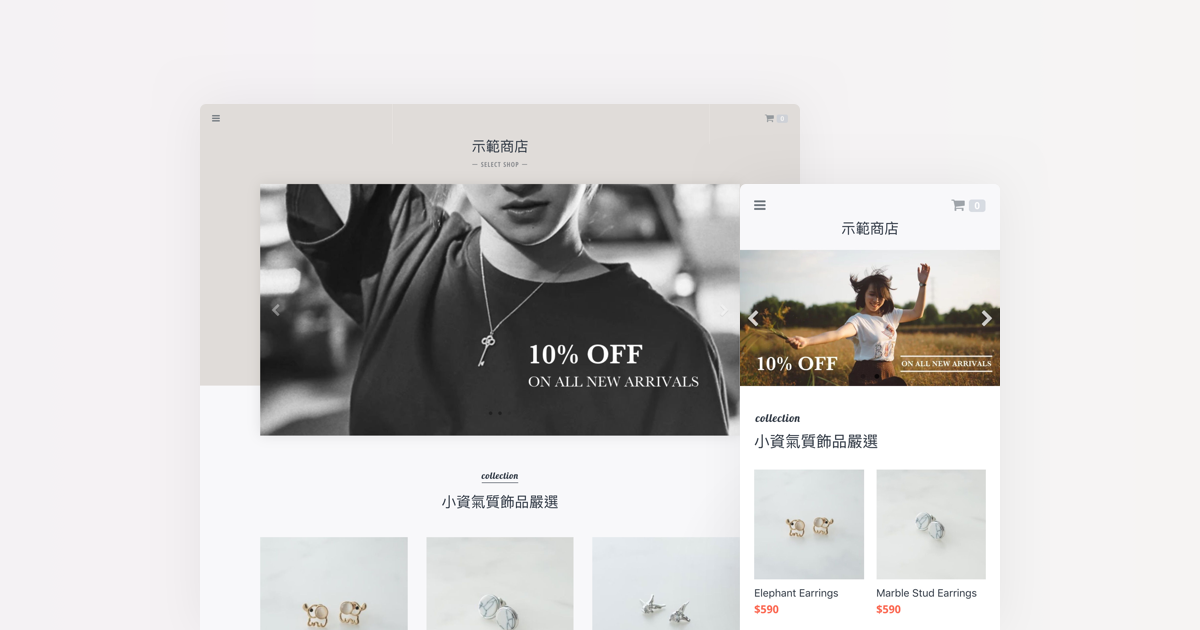 0
示範商店
— SELECT SHOP —
10% OFF
ON ALL NEW ARRIVALS
collection
小資氣質飾品嚴選
0
示範商店
10% OFF
ON ALL NEW ARRIVALS
collection
小資氣質飾品嚴選
Elephant Earrings
$590
Marble Stud Earrings
$590